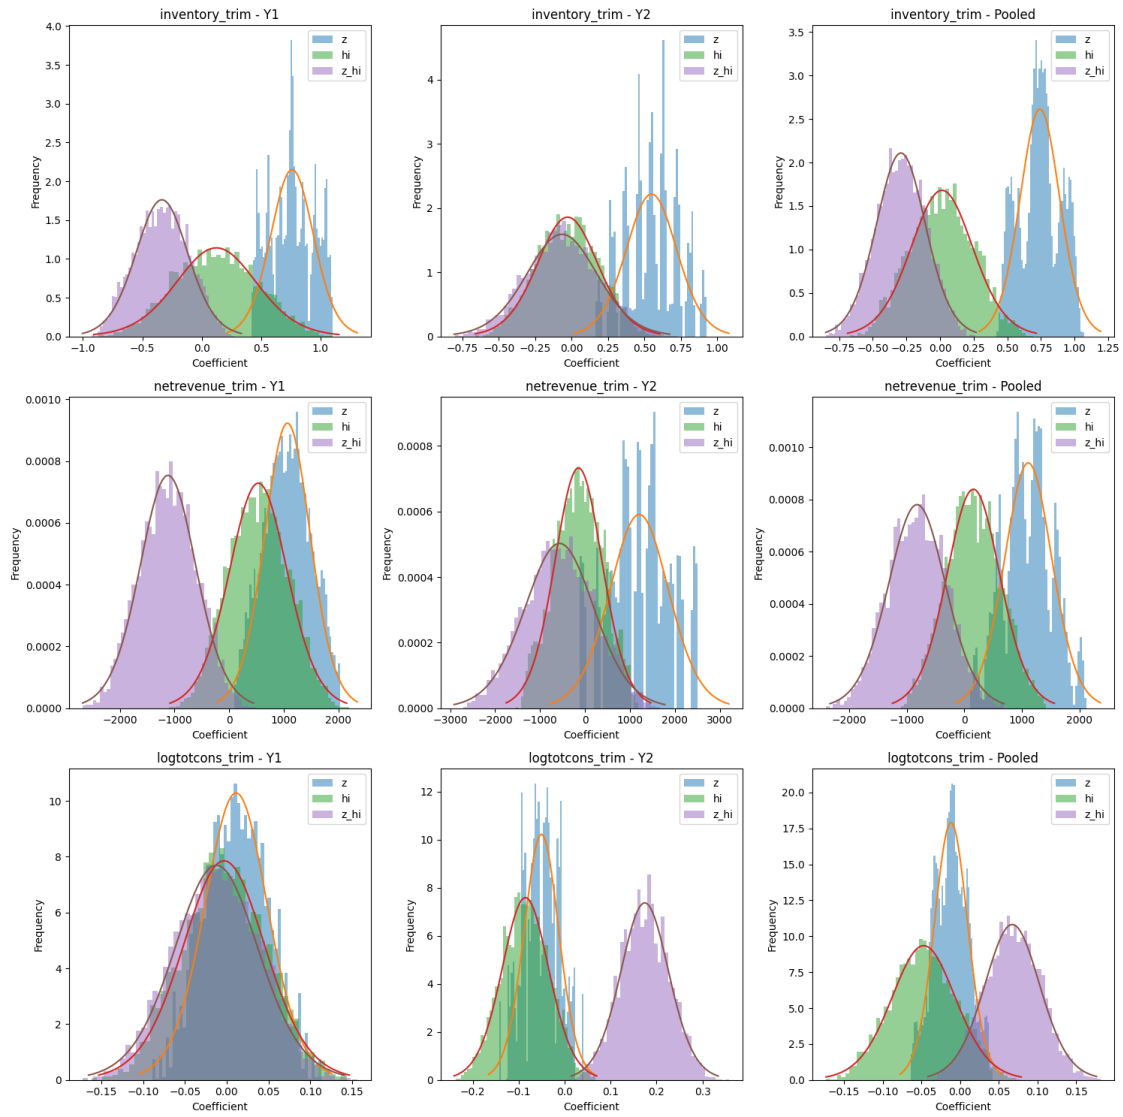 inventory_trim - Y1
4.0
3.5
3.0
2.5
2.0
1.5
1.0
0.5
0.0
Frequency
z
hi
z_hi
−1.0 −0.5 0.0 0.5 1.0
Coefficient
inventory_trim - Y2
4
3
2
1
0
Frequency
z
hi
z_hi
−0.75 −0.50 −0.25 0.00 0.25 0.50 0.75 1.00
Coefficient
inventory_trim - Pooled
3.5
3.0
2.5
2.0
1.5
1.0
0.5
0.0
Frequency
z
hi
z_hi
−0.75 −0.50 −0.25 0.00 0.25 0.50 0.75 1.00 1.25
Coefficient
netrevenue_trim - Y1
0.0010
0.0008
0.0006
0.0004
0.0002
0.0000
Frequency
z
hi
z_hi
−2000 −1000 0 1000 2000
Coefficient
netrevenue_trim - Y2
0.0008
0.0006
0.0004
0.0002
0.0000
Frequency
z
hi
z_hi
−3000 −2000 −1000 0 1000 2000 3000
Coefficient
netrevenue_trim - Pooled
0.0010
0.0008
0.0006
0.0004
0.0002
0.0000
Frequency
z
hi
z_hi
−2000 −1000 0 1000 2000
Coefficient
logtotcons_trim - Y1
10
8
6
4
2
0
Frequency
z
hi
z_hi
−0.15 −0.10 −0.05 0.00 0.05 0.10 0.15
Coefficient
logtotcons_trim - Y2
12
10
8
6
4
2
0
Frequency
z
hi
z_hi
−0.2 −0.1 0.0 0.1 0.2 0.3
Coefficient
logtotcons_trim - Pooled
20.0
17.5
15.0
12.5
10.0
7.5
5.0
2.5
0.0
Frequency
z
hi
z_hi
−0.15 −0.10 −0.05 0.00 0.05 0.10 0.15
Coefficient